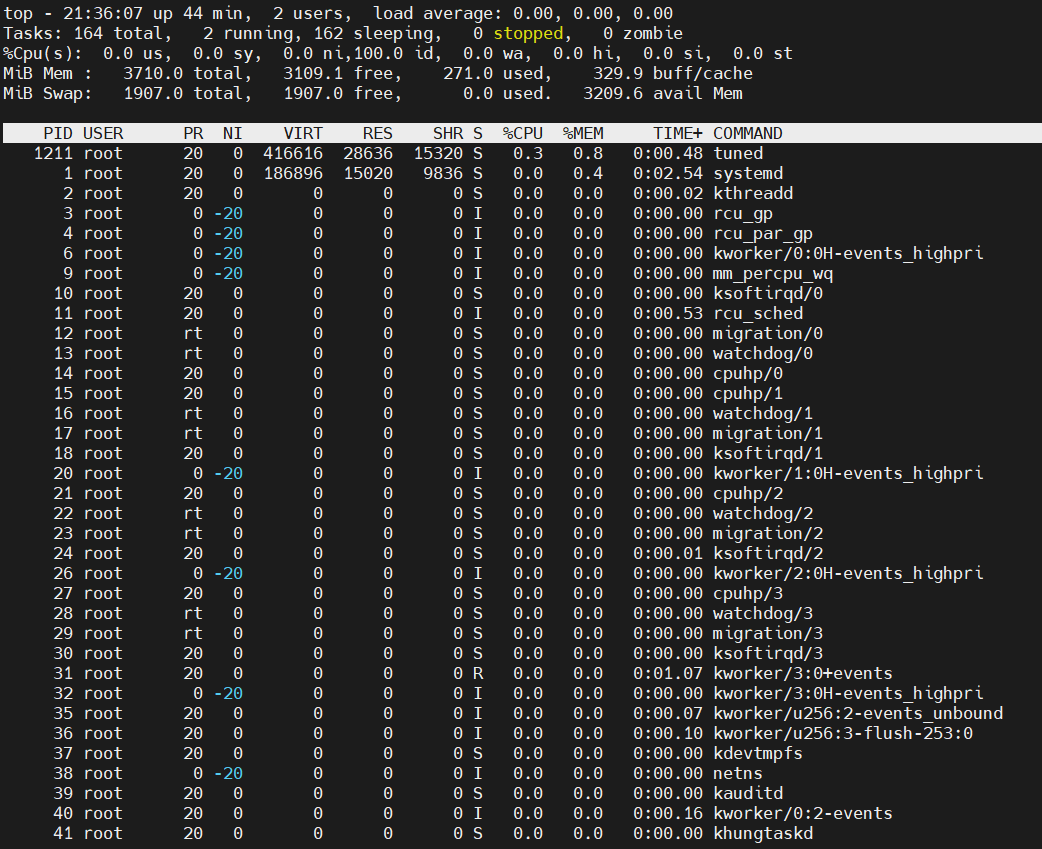 top - 21:36:07 up 44 min,  2 users,  load average: 0.00, 0.00, 0.00
Tasks: 164 total,   2 running, 162 sleeping,   0 stopped,   0 zombie
%Cpu(s):  0.0 us,  0.0 sy,  0.0 ni,100.0 id,  0.0 wa,  0.0 hi,  0.0 si,  0.0 st
MiB Mem :   3710.0 total,   3109.1 free,    271.0 used,    329.9 buff/cache
MiB Swap:   1907.0 total,   1907.0 free,      0.0 used.   3209.6 avail Mem
PID USER      PR  NI    VIRT    RES    SHR S  %CPU  %MEM     TIME+ COMMAND
1211 root      20   0  416616  28636  15320 S   0.3   0.8   0:00.48 tuned
1 root      20   0  186896  15020   9836 S   0.0   0.4   0:02.54 systemd
2 root      20   0       0      0      0 S   0.0   0.0   0:00.02 kthreadd
3 root       0 -20       0      0      0 I   0.0   0.0   0:00.00 rcu_gp
4 root       0 -20       0      0      0 I   0.0   0.0   0:00.00 rcu_par_gp
6 root       0 -20       0      0      0 I   0.0   0.0   0:00.00 kworker/0:0H-events_highpri
9 root       0 -20       0      0      0 I   0.0   0.0   0:00.00 mm_percpu_wq
10 root      20   0       0      0      0 S   0.0   0.0   0:00.00 ksoftirqd/0
11 root      20   0       0      0      0 I   0.0   0.0   0:00.53 rcu_sched
12 root      rt   0       0      0      0 S   0.0   0.0   0:00.00 migration/0
13 root      rt   0       0      0      0 S   0.0   0.0   0:00.00 watchdog/0
14 root      20   0       0      0      0 S   0.0   0.0   0:00.00 cpuhp/0
15 root      20   0       0      0      0 S   0.0   0.0   0:00.00 cpuhp/1
16 root      rt   0       0      0      0 S   0.0   0.0   0:00.00 watchdog/1
17 root      rt   0       0      0      0 S   0.0   0.0   0:00.00 migration/1
18 root      20   0       0      0      0 S   0.0   0.0   0:00.00 ksoftirqd/1
20 root       0 -20       0      0      0 I   0.0   0.0   0:00.00 kworker/1:0H-events_highpri
21 root      20   0       0      0      0 S   0.0   0.0   0:00.00 cpuhp/2
22 root      rt   0       0      0      0 S   0.0   0.0   0:00.00 watchdog/2
23 root      rt   0       0      0      0 S   0.0   0.0   0:00.00 migration/2
24 root      20   0       0      0      0 S   0.0   0.0   0:00.01 ksoftirqd/2
26 root       0 -20       0      0      0 I   0.0   0.0   0:00.00 kworker/2:0H-events_highpri
27 root      20   0       0      0      0 S   0.0   0.0   0:00.00 cpuhp/3
28 root      rt   0       0      0      0 S   0.0   0.0   0:00.00 watchdog/3
29 root      rt   0       0      0      0 S   0.0   0.0   0:00.00 migration/3
30 root      20   0       0      0      0 S   0.0   0.0   0:00.00 ksoftirqd/3
31 root      20   0       0      0      0 R   0.0   0.0   0:01.07 kworker/3:0+events
32 root       0 -20       0      0      0 I   0.0   0.0   0:00.00 kworker/3:0H-events_highpri
35 root      20   0       0      0      0 I   0.0   0.0   0:00.07 kworker/u256:2-events_unbound
36 root      20   0       0      0      0 I   0.0   0.0   0:00.10 kworker/u256:3-flush-253:0
37 root      20   0       0      0      0 S   0.0   0.0   0:00.00 kdevtmpfs
38 root       0 -20       0      0      0 I   0.0   0.0   0:00.00 netns
39 root      20   0       0      0      0 S   0.0   0.0   0:00.00 kauditd
40 root      20   0       0      0      0 I   0.0   0.0   0:00.16 kworker/0:2-events
41 root      20   0       0      0      0 S   0.0   0.0   0:00.00 khungtaskd